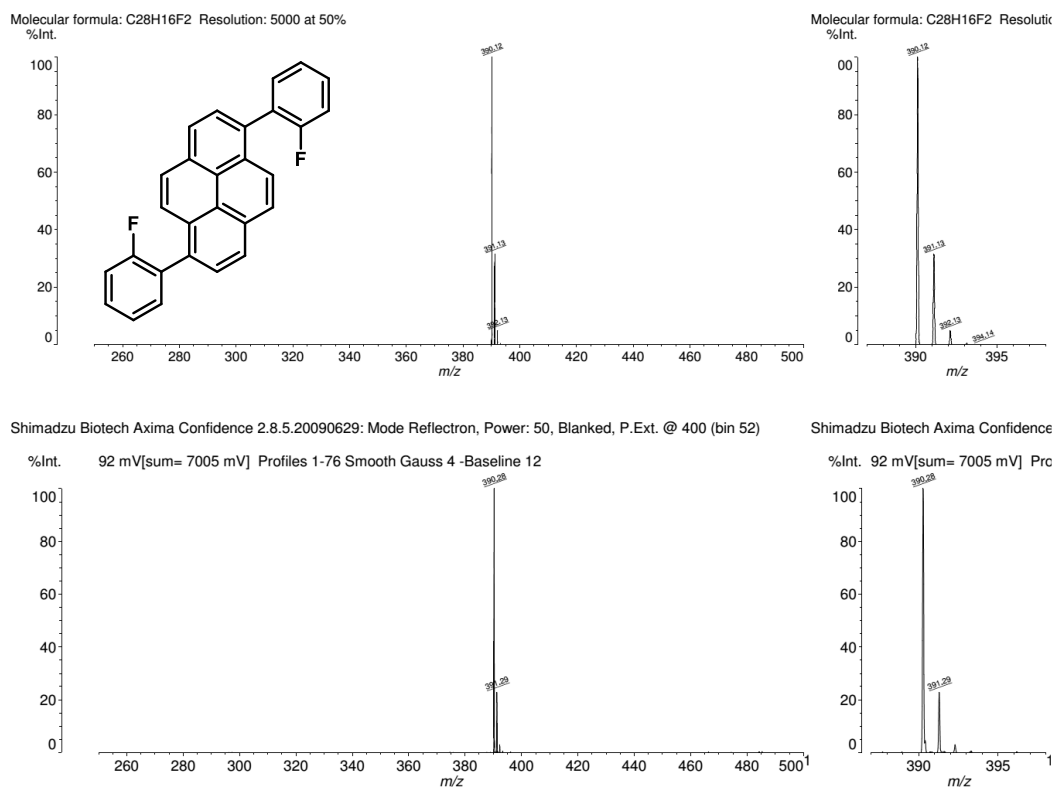 Molecular formula: C28H16F2 Resolution: 5000 at 50%
%Int.
390.12
100
80
60
40
20
0
391.13
392.13
F
F
260 280 300 320 340 360 380 400 420 440 460 480 500
m/z
Molecular formula: C28H16F2 Resolutic
%Int.
390.12
00
80
60
40
20
0
391.13
392.13
394.14
390 395
m/z
Shimadzu Biotech Axima Confidence 2.8.5.20090629: Mode Reflectron, Power: 50, Blanked, P.Ext. @ 400 (bin 52)
%Int. 92 mV[sum= 7005 mV] Profiles 1-76 Smooth Gauss 4 -Baseline 12
390.28
100
80
60
40
20
0
391.29
260 280 300 320 340 360 380 400 420 440 460 480 500
m/z
Shimadzu Biotech Axima Confidence
%Int. 92 mV[sum= 7005 mV] Pro
390.28
100
80
60
40
20
0
391.29
1 390 395 1
m/z